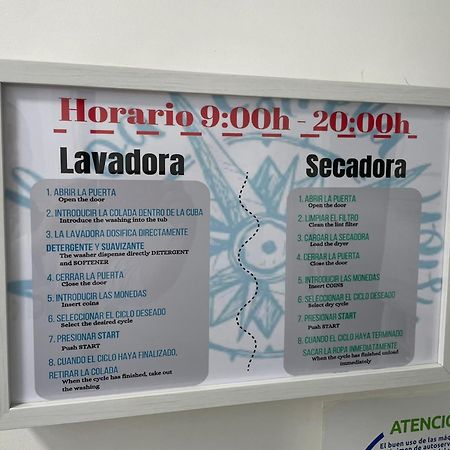 Horario 9:00h - 20:00h
Lavadora
1. ABRIR LA PUERTA
Open the door
2. INTRODUCIR LA COLADA DENTRO DE LA CUBA
Introduce the washing into the tub
3. LA LAVADORA DOSIFICA DIRECTAMENTE
DETERGENTE Y SUAVIZANTE
The washer dispense directly DETERGENT
and SOFTENER
4. CERRAR LA PUERTA
Close the door
5. INTRODUCIR LAS MONEDAS
Insert coins
6. SELECCIONAR EL CICLO DESEADO
Select the desired cycle
7. PRESIONAR START
Push START
8. CUANDO EL CICLO HAYA FINALIZADO,
RETIRAR LA COLADA
When the cycle has finished, take out
the washing
Secadora
1. ABRIR LA PUERTA
Open the door
2. LIMPIAR EL FILTRO
Clean the lint filter
3. CARGAR LA SECADORA
Load the dryer
4. CERRAR LA PUERTA
Close the door
5. INTRODUCIR LAS MONEDAS
Insert COINS
6. SELECCIONAR EL CICLO DESEADO
Select dry cycle
7. PRESIONAR START
Push START
8. CUANDO EL CICLO HAYA TERMINADO
SACAR LA ROPA INMEDIATAMENTE
When the cycle has finished unload
immediately
ATENCIO
El buen uso de las máq
men de autoserv